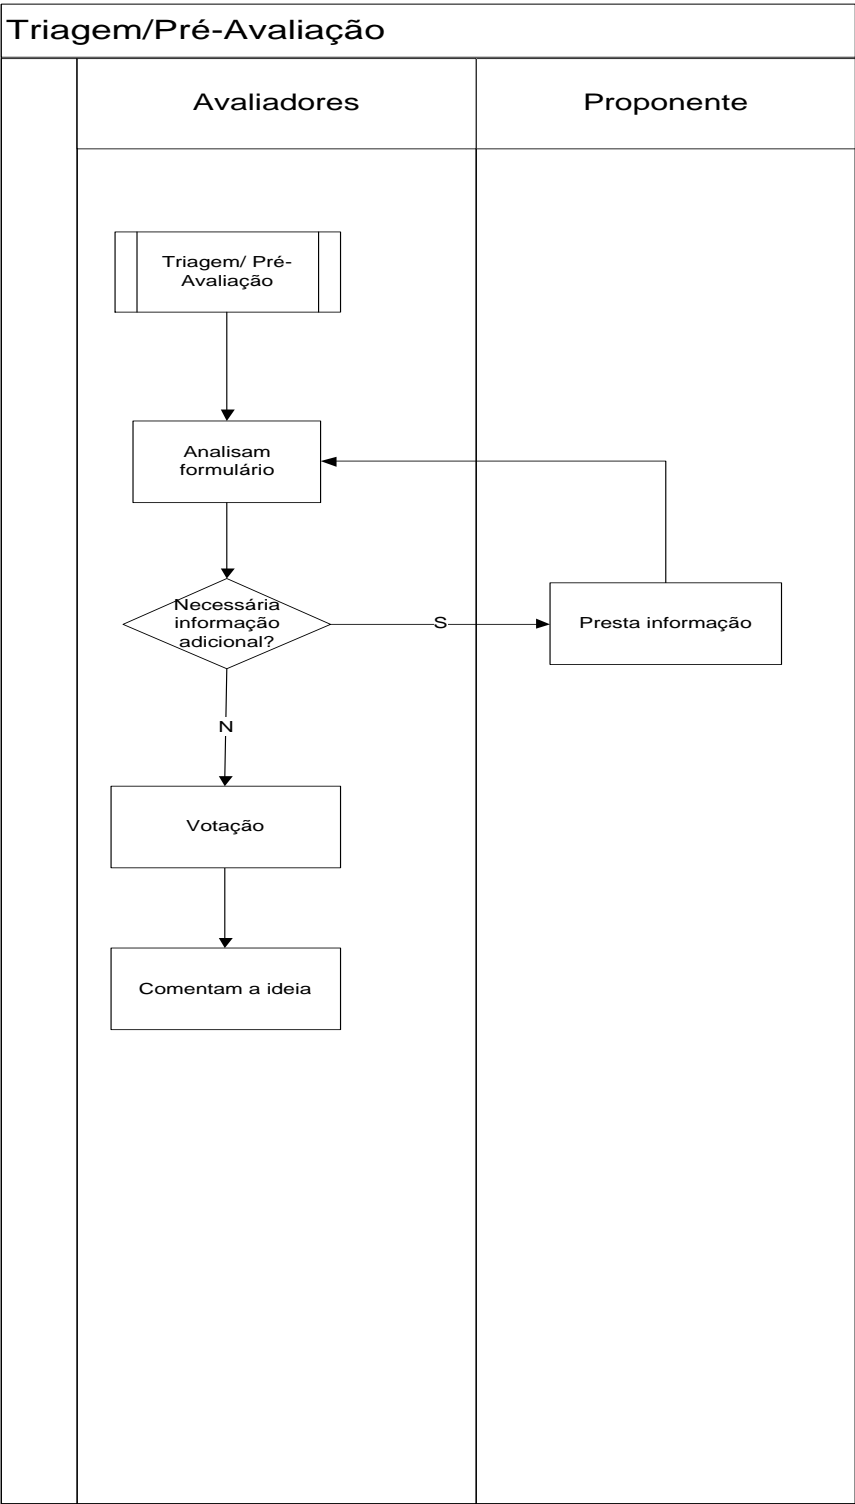 Triagem/Pré-Avaliação
Avaliadores
Proponente
Triagem/ Pré-
Avaliação
Analisam
formulário
Necessária
informação
adicional?
S
Presta informação
N
Votação
Comentam a ideia